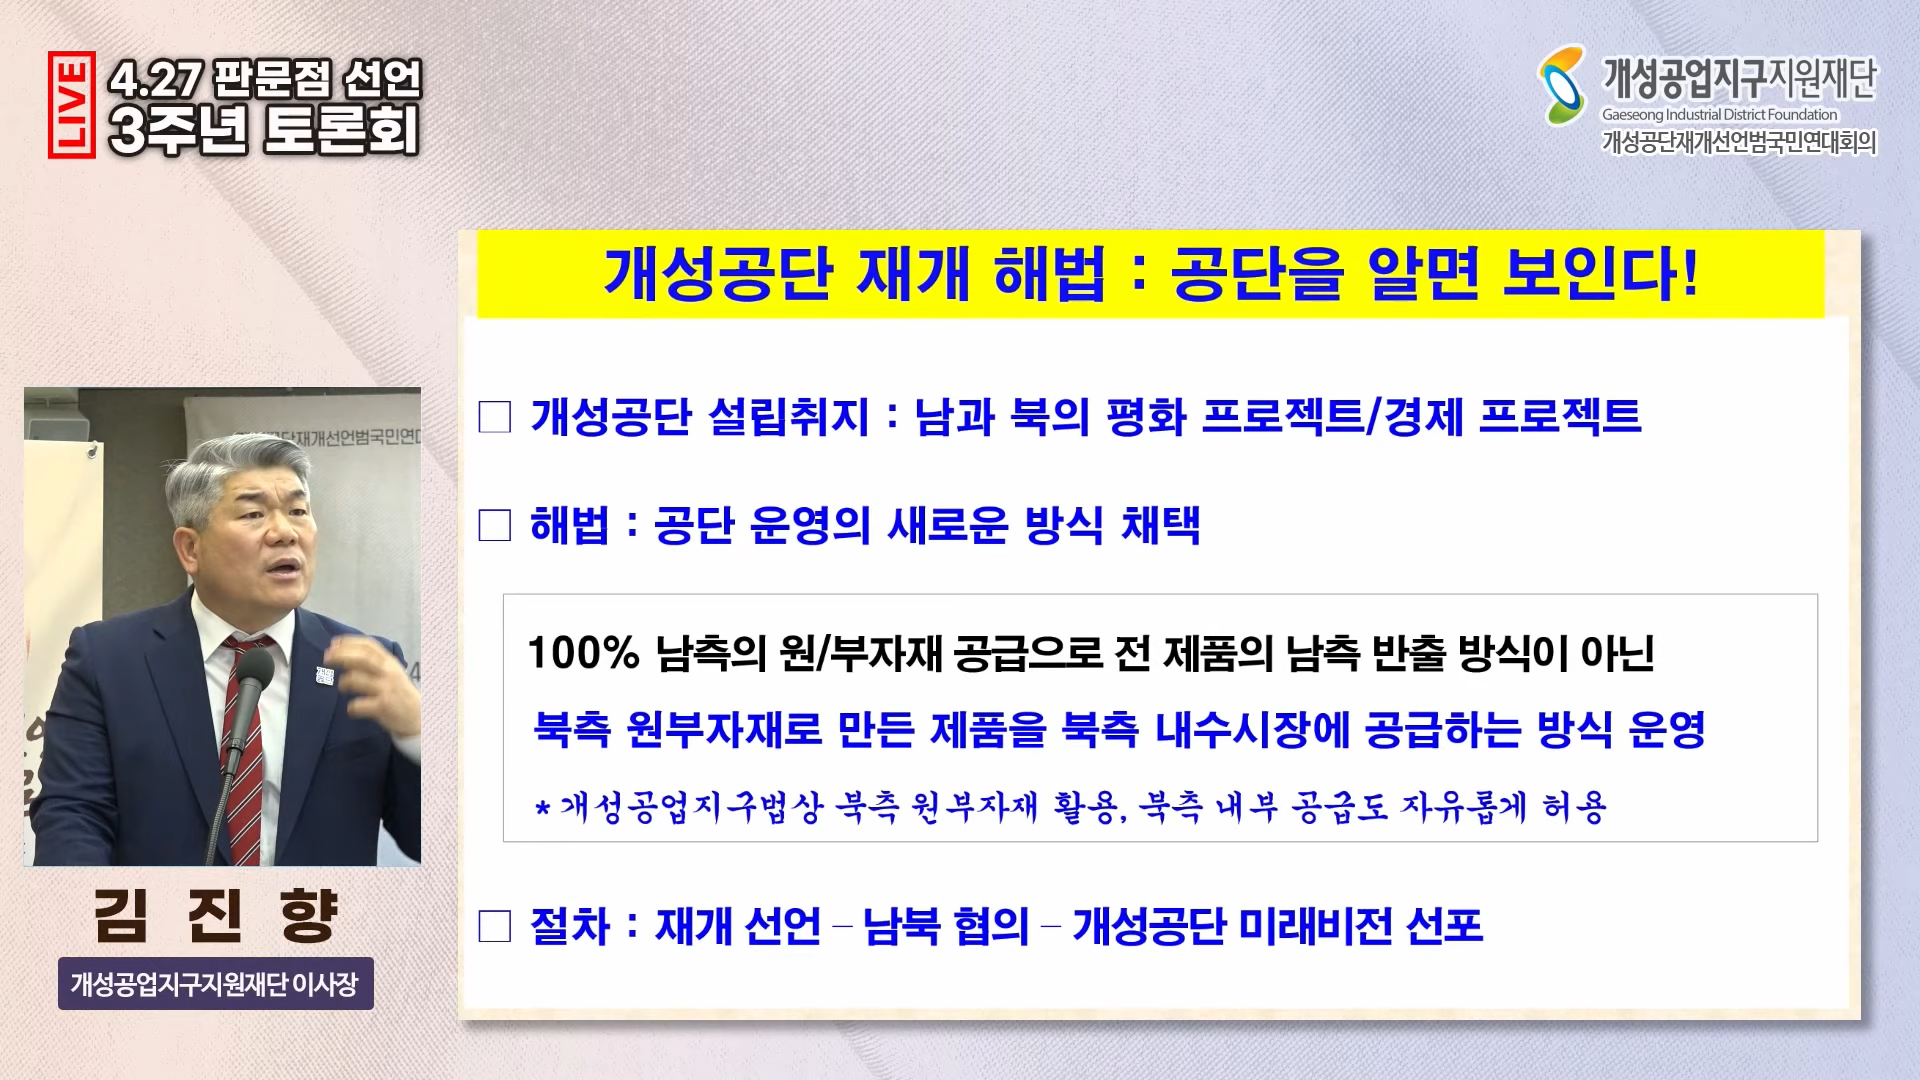 LIVE
4.27 판문점 선언
3주년 토론회
개성공업지구지원재단
Gaeseong Industrial District Foundation
개성공단재개선언범국민연대회의
개성공단 재개 해법 : 공단을 알면 보인다!
□ 개성공단 설립취지 : 남과 북의 평화 프로젝트/경제 프로젝트
□ 해법 : 공단 운영의 새로운 방식 채택
100% 남측의 원/부자재 공급으로 전 제품의 남측 반출 방식이 아닌
북측 원부자재로 만든 제품을 북측 내수시장에 공급하는 방식 운영
* 개성공업지구법상 북측 원부자재 활용, 북측 내부 공급도 자유롭게 허용
□ 절차 : 재개 선언 – 남북 협의 – 개성공단 미래비전 선포
단재개선언범국민연대
김 진 향
개성공업지구지원재단 이사장